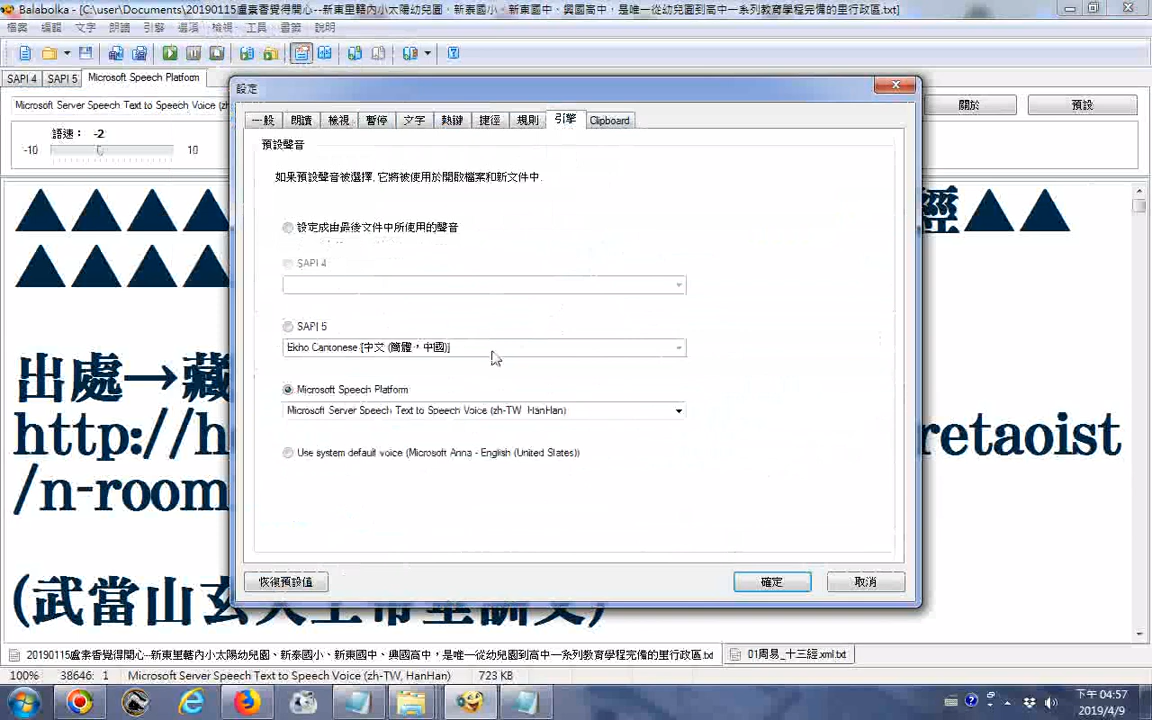 Balabolka - [C:\user\Documents\20190115盧素香覺得開心--新東里轄內小太陽幼兒園、新泰國小、新東國中、興國高中，是唯一從幼兒園到高中一系列教育學程完備的里行政區.txt]
檔案 編輯 文字 朗讀 引擎 選項 檢視 工具 書籤 說明
SAPI 4 SAPI 5 Microsoft Speech Platform
Microsoft Server Speech Text to Speech Voice (zh
關於 預設
語速： -2
-10 10
設定
一般 朗讀 檢視 暫停 文字 熱鍵 捷徑 規則 引擎 Clipboard
預設聲音
如果預設聲音被選擇, 它將被使用於開啟檔案和新文件中.
設定成由最後文件中所使用的聲音
SAPI 4
SAPI 5
Ekho Cantonese [中文 (簡體，中國)]
Microsoft Speech Platform
Microsoft Server Speech Text to Speech Voice (zh-TW, HanHan)
Use system default voice (Microsoft Anna - English (United States))
恢復預設值 確定 取消
▲▲▲▲ 經▲▲
▲▲▲▲
出處→藏
http://h retaoist
/n-room
(武當山玄天上帝聖訓文)
20190115盧素香覺得開心--新東里轄內小太陽幼兒園、新泰國小、新東國中、興國高中，是唯一從幼兒園到高中一系列教育學程完備的里行政區.txt 01周易_十三經.xml.txt
100% 38646: 1 Microsoft Server Speech Text to Speech Voice (zh-TW, HanHan) 723 KB
下午 04:57
2019/4/9